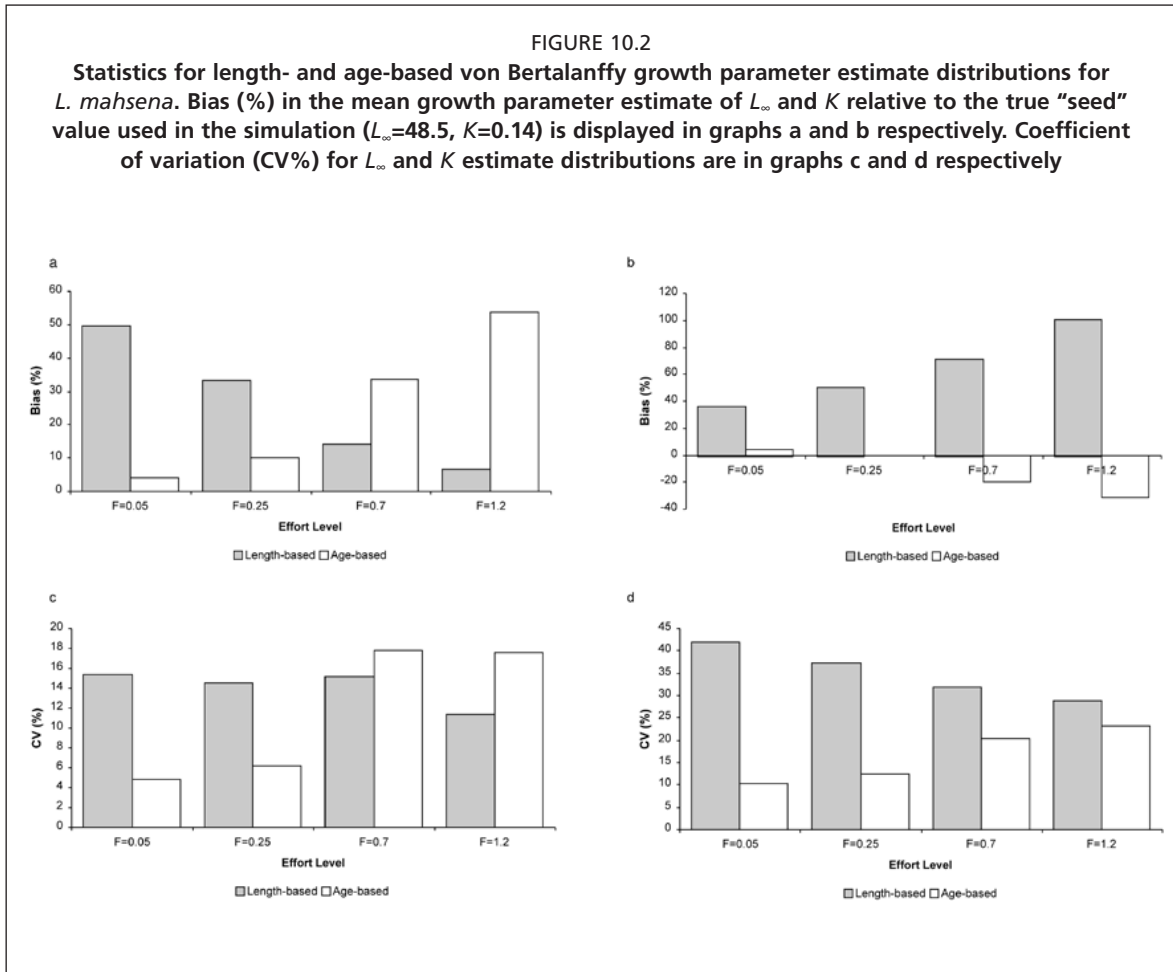 FIGURE 10.2
Statistics for length- and age-based von Bertalanffy growth parameter estimate distributions for
L. mahsena. Bias (%) in the mean growth parameter estimate of L∞ and K relative to the true “seed”
value used in the simulation (L∞=48.5, K=0.14) is displayed in graphs a and b respectively. Coefficient
of variation (CV%) for L∞ and K estimate distributions are in graphs c and d respectively
a
60
50
40
30
20
10
0
Bias (%)
F=0.05 F=0.25 F=0.7 F=1.2
Effort Level
Length-based Age-based
b
120
100
80
60
40
20
0
-20
-40
Bias (%)
F=0.05 F=0.25 F=0.7 F=1.2
Effort Level
Length-based Age-based
c
20
18
16
14
12
10
8
6
4
2
0
CV (%)
F=0.05 F=0.25 F=0.7 F=1.2
Effort Level
Length-based Age-based
d
45
40
35
30
25
20
15
10
5
0
CV (%)
F=0.05 F=0.25 F=0.7 F=1.2
Effort Level
Length-based Age-based